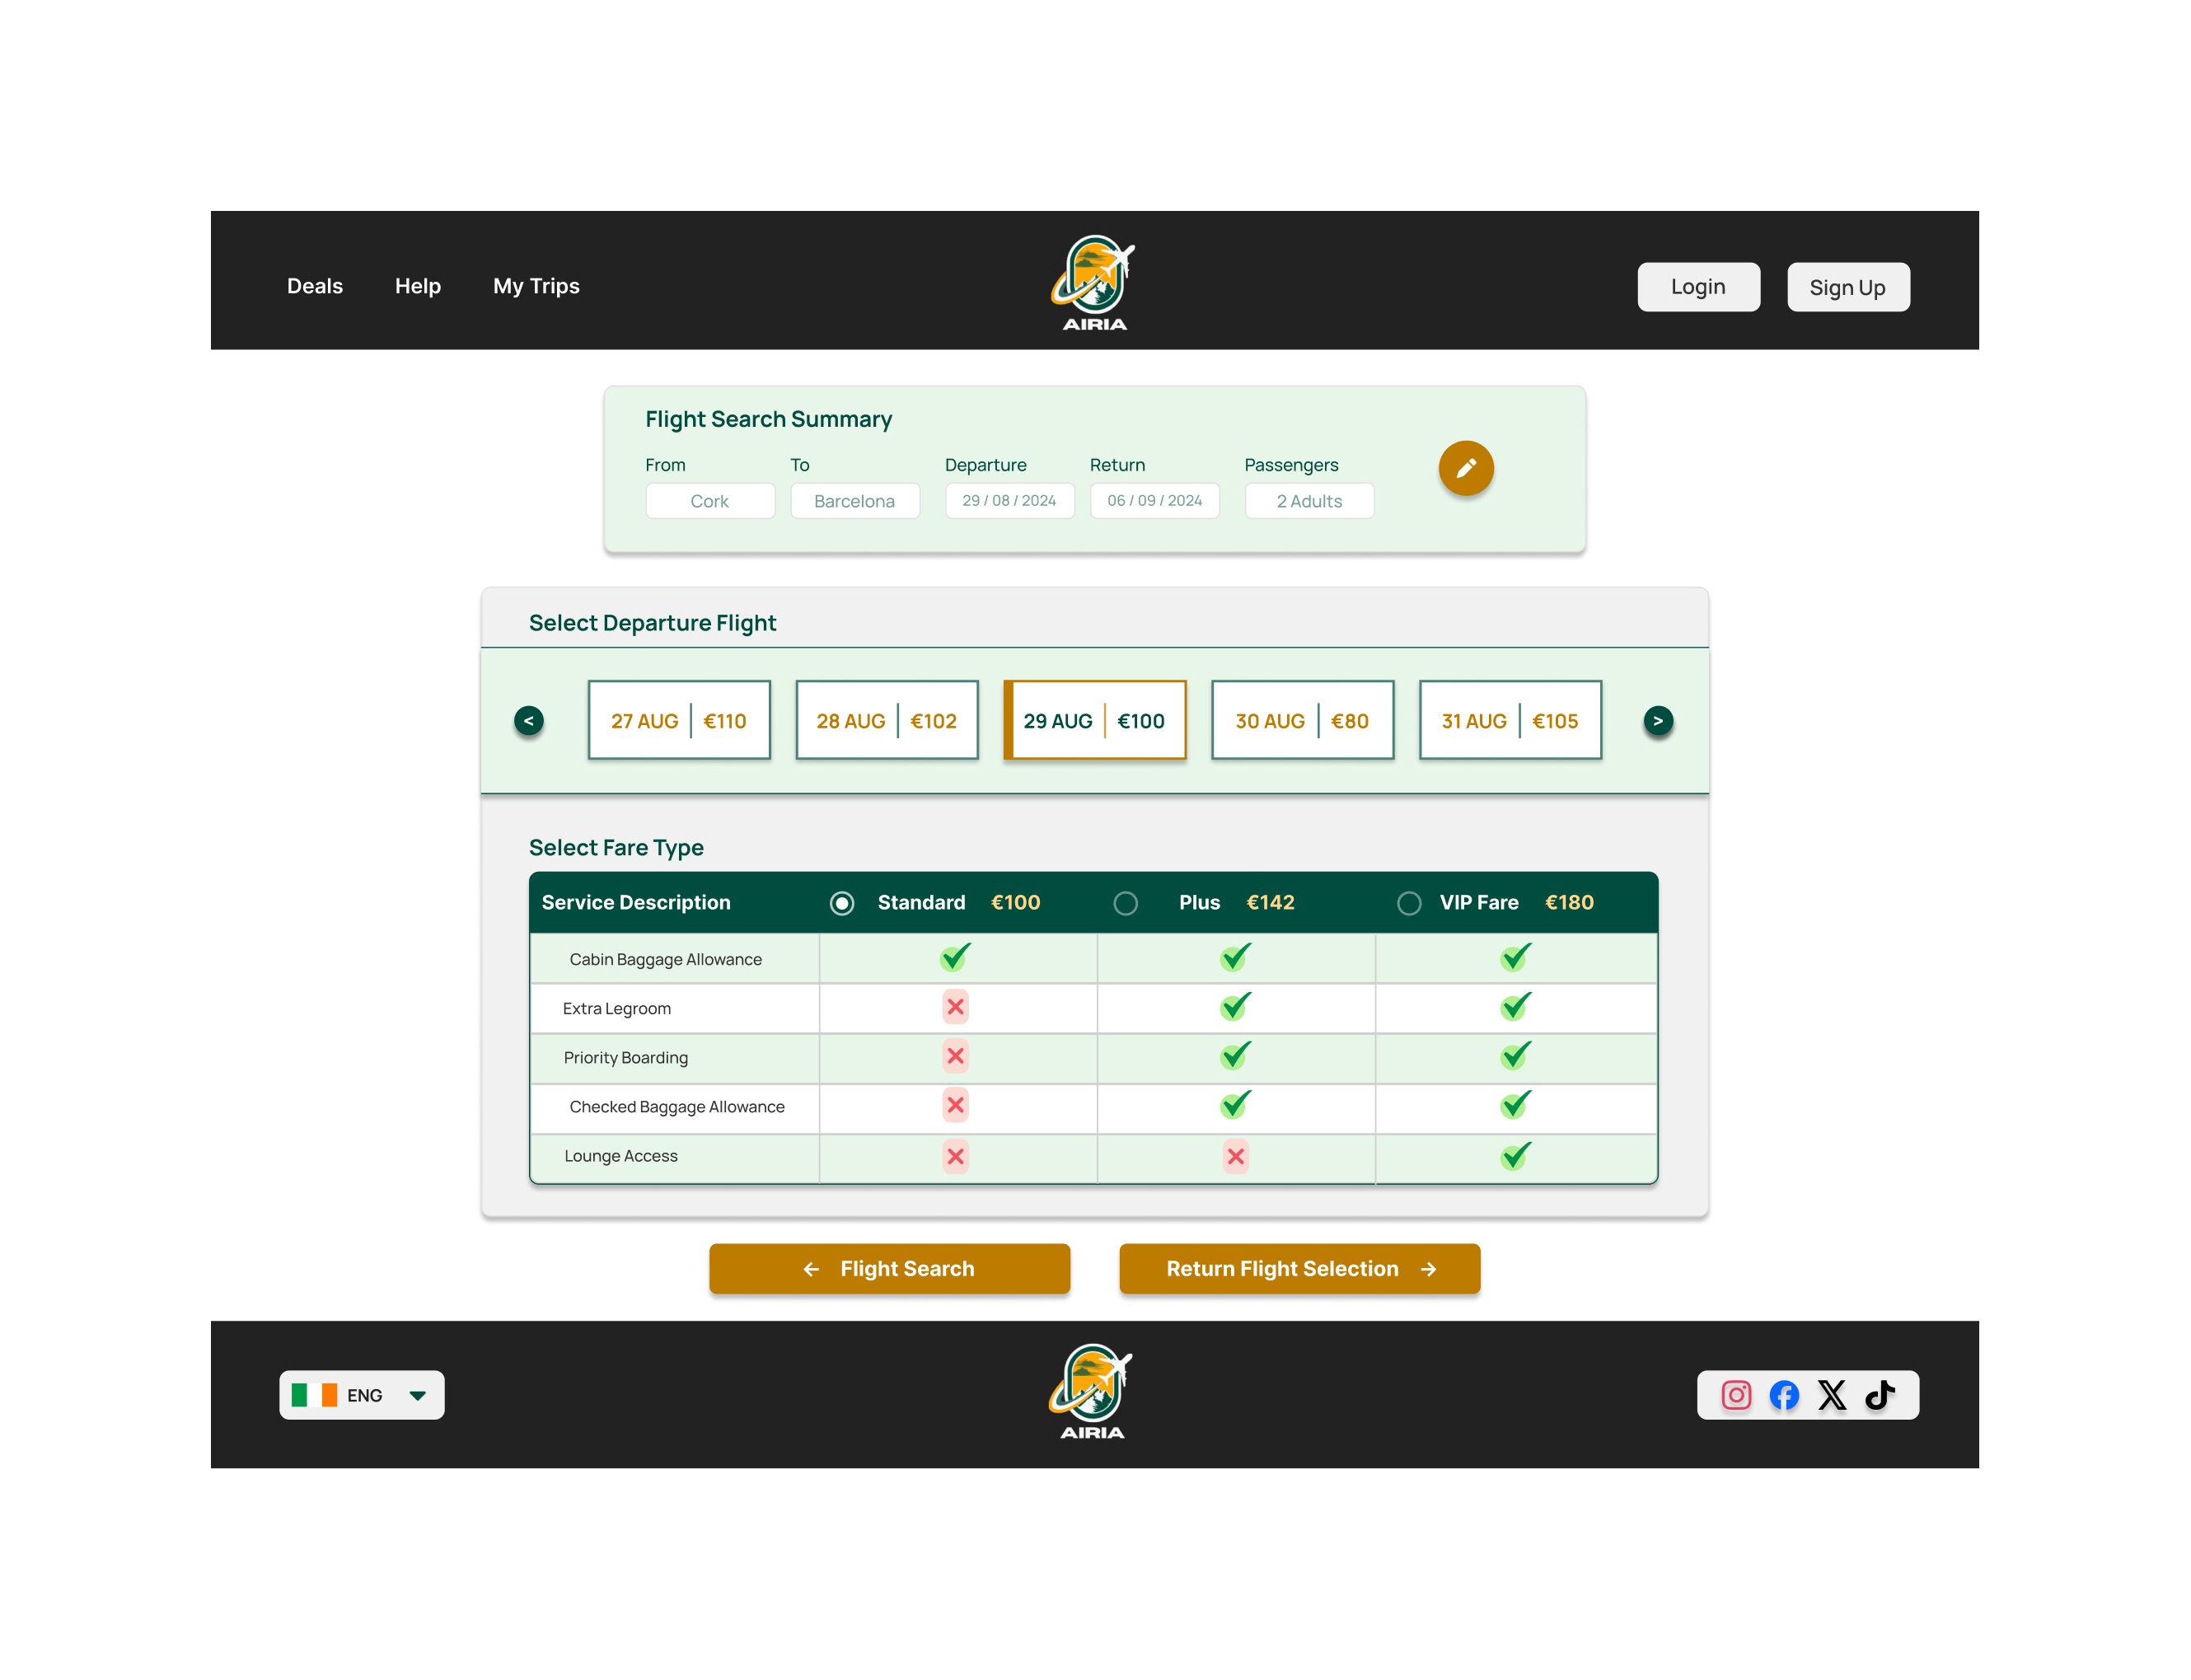 Deals Help My Trips
AIRIA
Login Sign Up
Flight Search Summary
From To Departure Return Passengers
Cork Barcelona 29 / 08 / 2024 06 / 09 / 2024 2 Adults
Select Departure Flight
< 27 AUG €110 28 AUG €102 29 AUG €100 30 AUG €80 31 AUG €105 >
Select Fare Type
Service Description Standard €100 Plus €142 VIP Fare €180
Cabin Baggage Allowance
Extra Legroom
Priority Boarding
Checked Baggage Allowance
Lounge Access
← Flight Search Return Flight Selection →
ENG
AIRIA